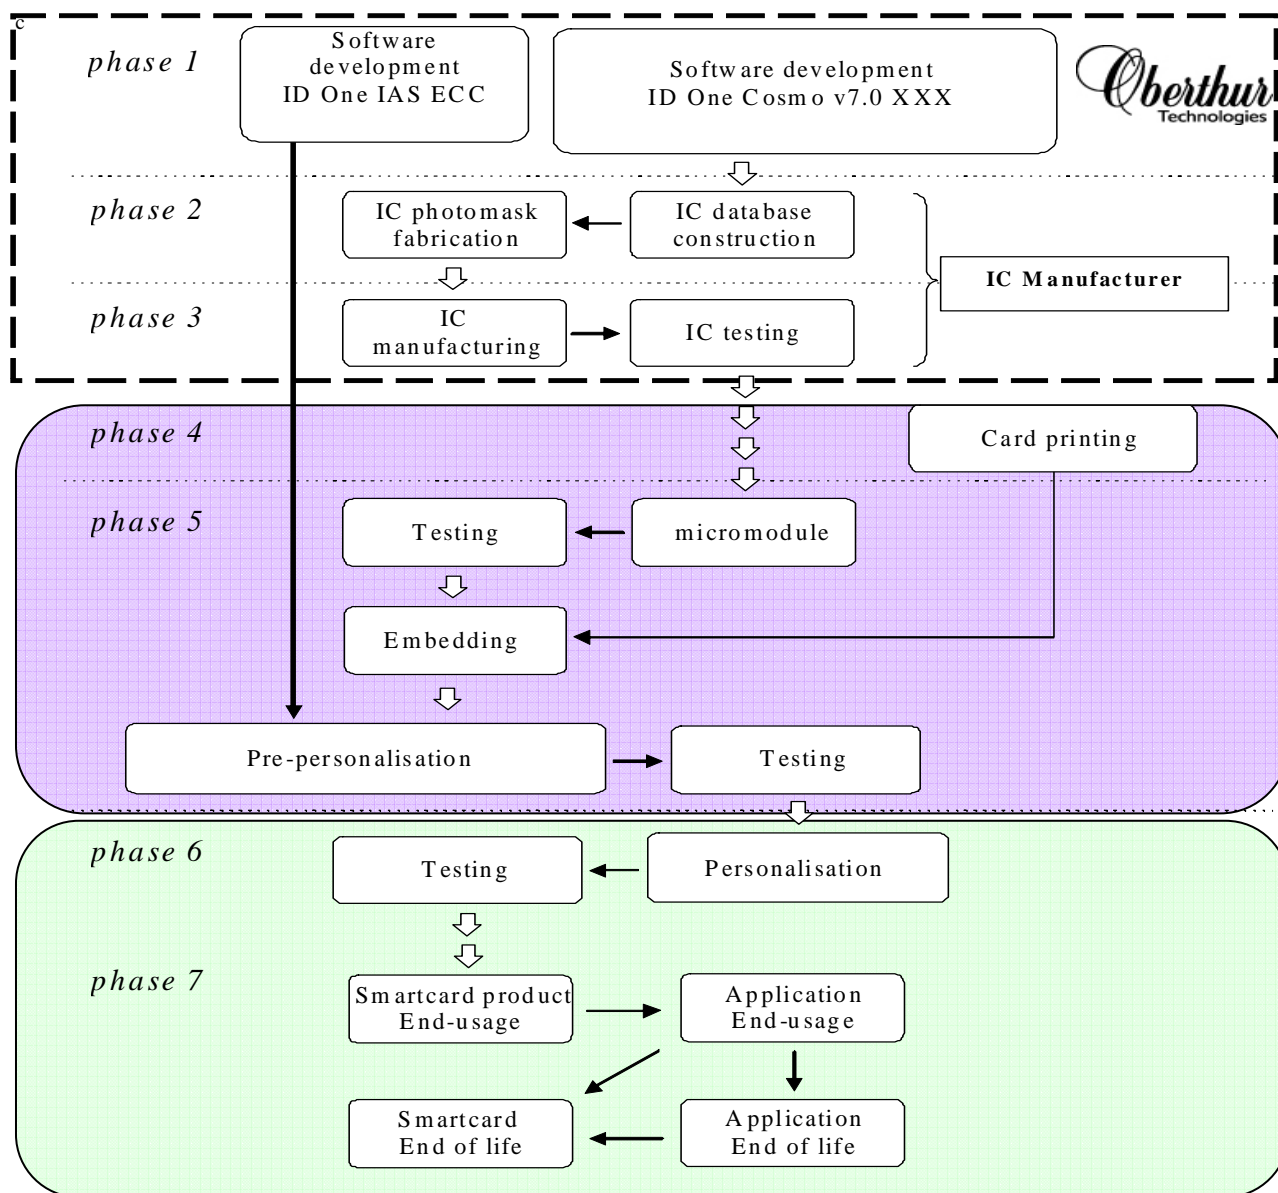 c
phase 1
Software
development
ID One IAS ECC
Software development
ID One Cosmo v7.0 XXX
Oberthur
Technologies
phase 2
IC photomask
fabrication
IC database
construction
IC Manufacturer
phase 3
IC
manufacturing
IC testing
phase 4
Card printing
phase 5
Testing
micromodule
Embedding
Pre-personalisation
Testing
phase 6
Testing
Personalisation
phase 7
Smartcard product
End-usage
Application
End-usage
Smartcard
End of life
Application
End of life